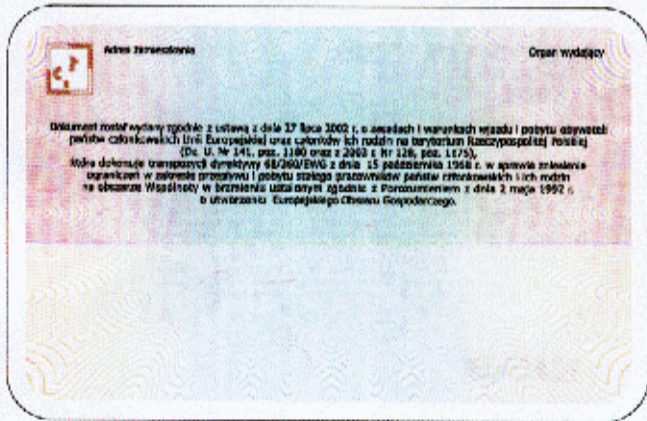 Adres zamieszkania
Organ wydający
Dokument został wydany zgodnie z ustawą z dnia 27 lipca 2002 r. o zasadach i warunkach wjazdu i pobytu obywateli
państw członkowskich Unii Europejskiej oraz członków ich rodzin na terytorium Rzeczypospolitej Polskiej
(Dz. U. Nr 141, poz. 1180 oraz z 2003 r. Nr 128, poz. 1175),
która dokonuje transpozycji dyrektywy 68/360/EWG z dnia 15 października 1968 r. w sprawie zniesienia
ograniczeń w zakresie przepływu i pobytu stałego pracowników państw członkowskich i ich rodzin
na obszarze Wspólnoty w brzmieniu ustalonym zgodnie z Porozumieniem z dnia 2 maja 1992 r.
o utworzeniu Europejskiego Obszaru Gospodarczego.